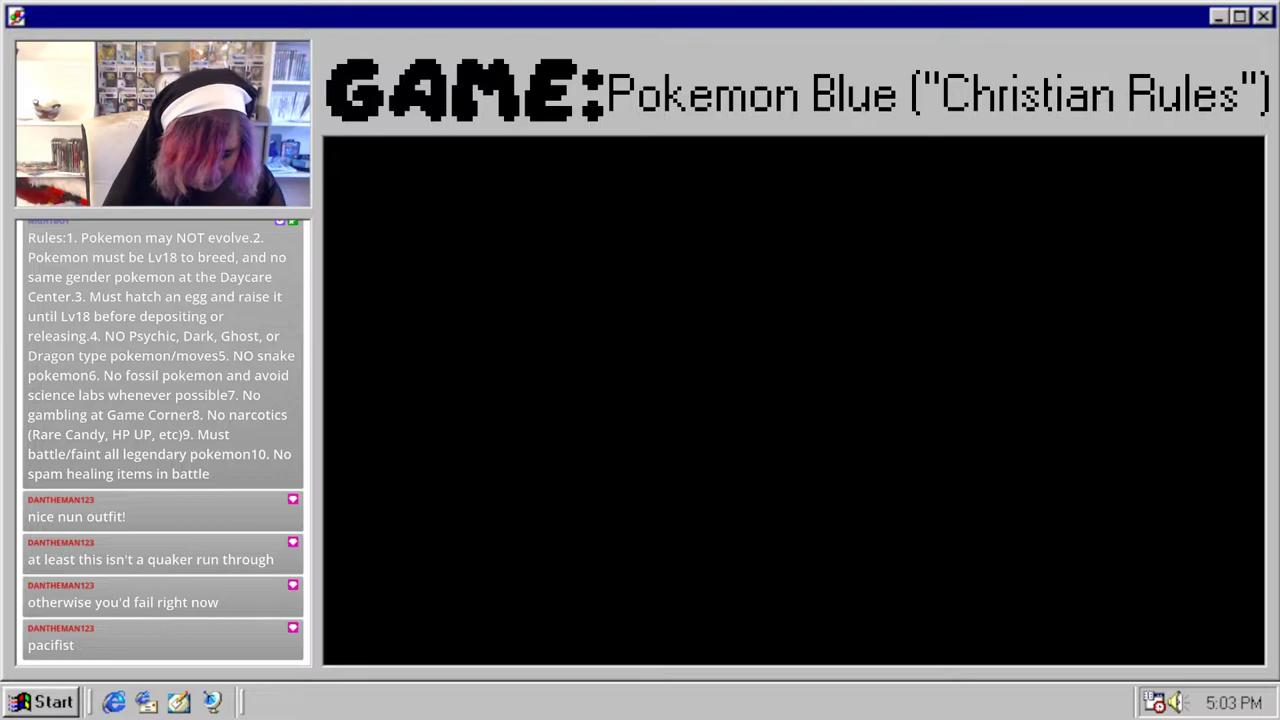 GAME:Pokemon Blue ("Christian Rules")
Rules:1. Pokemon may NOT evolve.2.
Pokemon must be Lv18 to breed, and no
same gender pokemon at the Daycare
Center.3. Must hatch an egg and raise it
until Lv18 before depositing or
releasing.4. NO Psychic, Dark, Ghost, or
Dragon type pokemon/moves5. NO snake
pokemon6. No fossil pokemon and avoid
science labs whenever possible7. No
gambling at Game Corner8. No narcotics
(Rare Candy, HP UP, etc)9. Must
battle/faint all legendary pokemon10. No
spam healing items in battle
DANTHEMAN123
nice nun outfit!
DANTHEMAN123
at least this isn't a quaker run through
DANTHEMAN123
otherwise you'd fail right now
DANTHEMAN123
pacifist
Start
5:03 PM